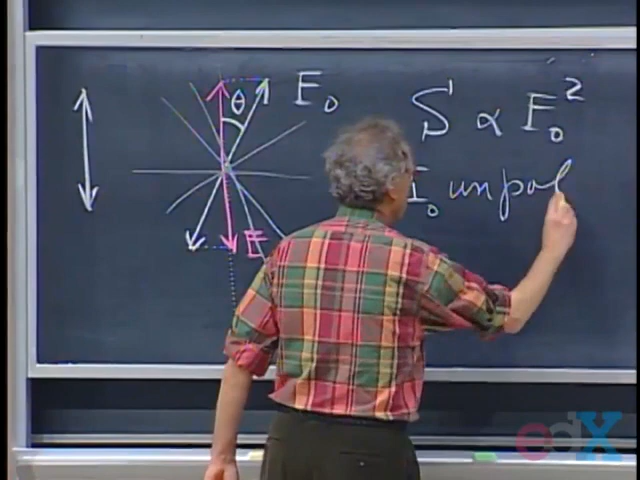 θ E₀
S ∝ E₀²
I₀ unpol
E
edX